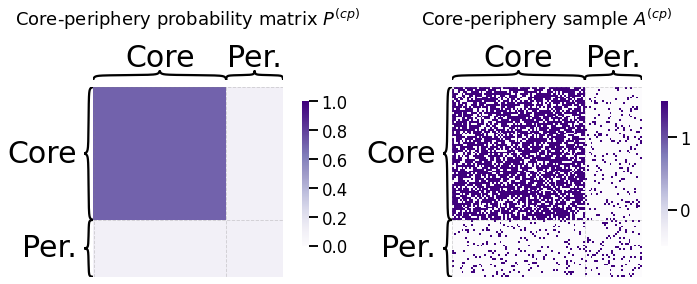 Core-periphery probability matrix P^(cp)
Core Per.
Core
Per.
1.0
0.8
0.6
0.4
0.2
0.0
Core-periphery sample A^(cp)
Core Per.
Core
Per.
1
0